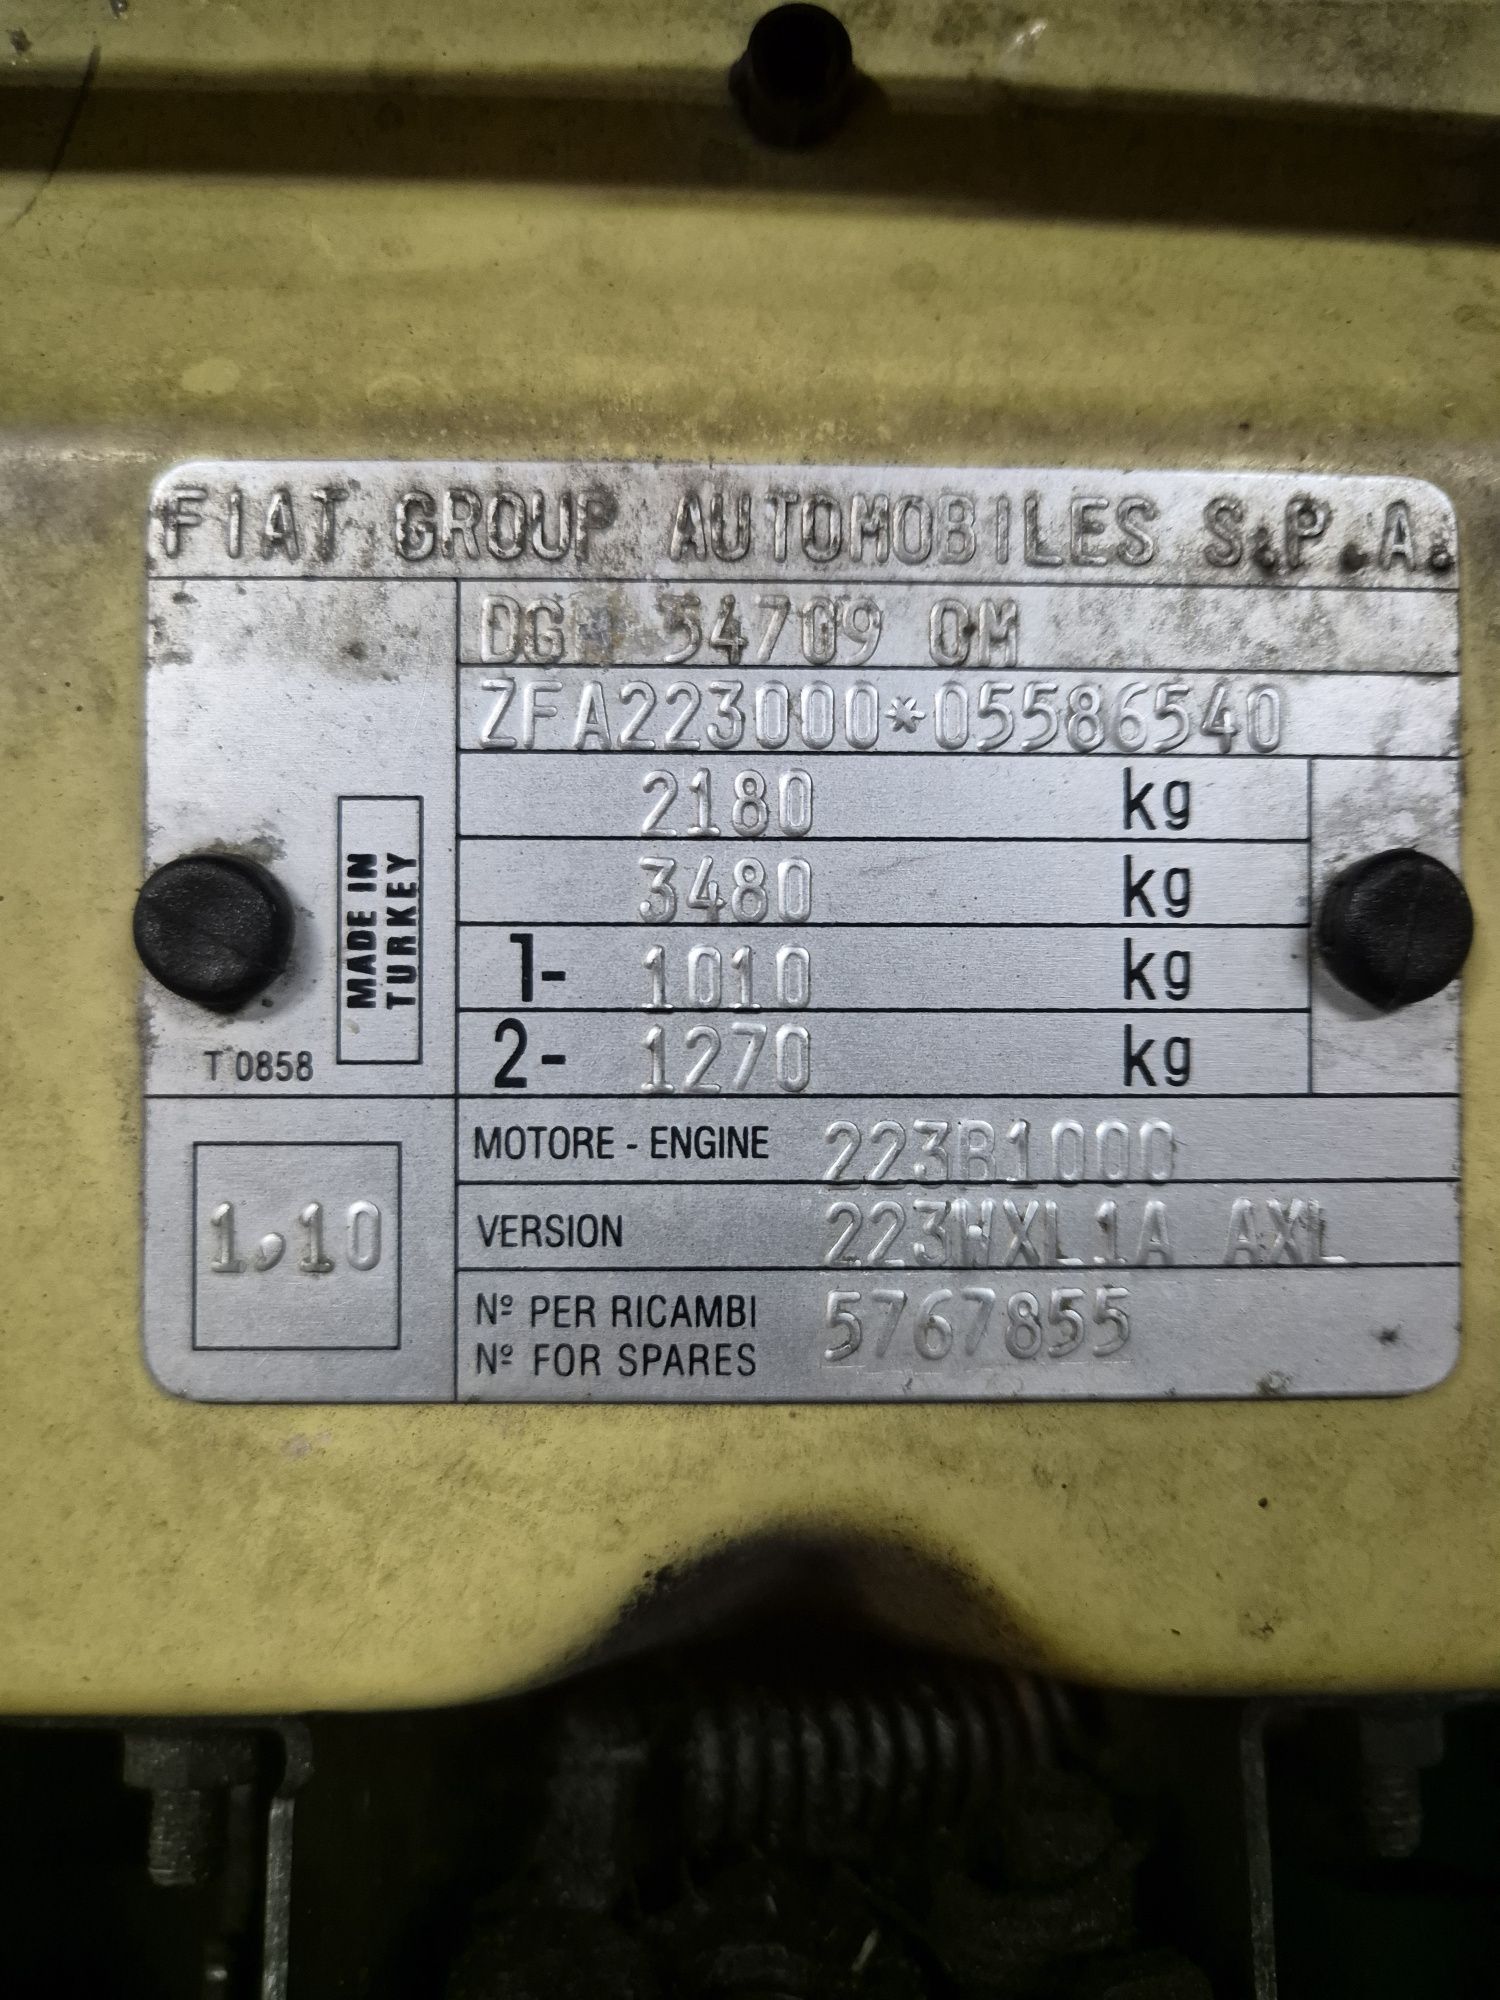 FIAT GROUP AUTOMOBILES S.P.A.
54709 OM
ZFA223000*05586540
2180 kg
3480 kg
1- 1010 kg
2- 1270 kg
MADE IN
TURKEY
T 0858
MOTORE - ENGINE 223B1000
1,10
VERSION 223WXL1A AXL
Nº PER RICAMBI 5767855
Nº FOR SPARES